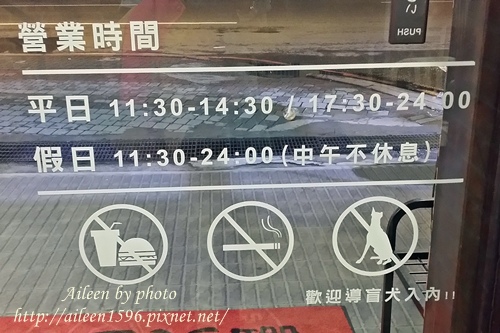 い
PUSH
營業時間
平日 11:30-14:30 / 17:30-24:00
假日 11:30-24:00(中午不休息)
歡迎導盲犬入內!!
Aileen by photo
http://aileen1596.pixnet.net/